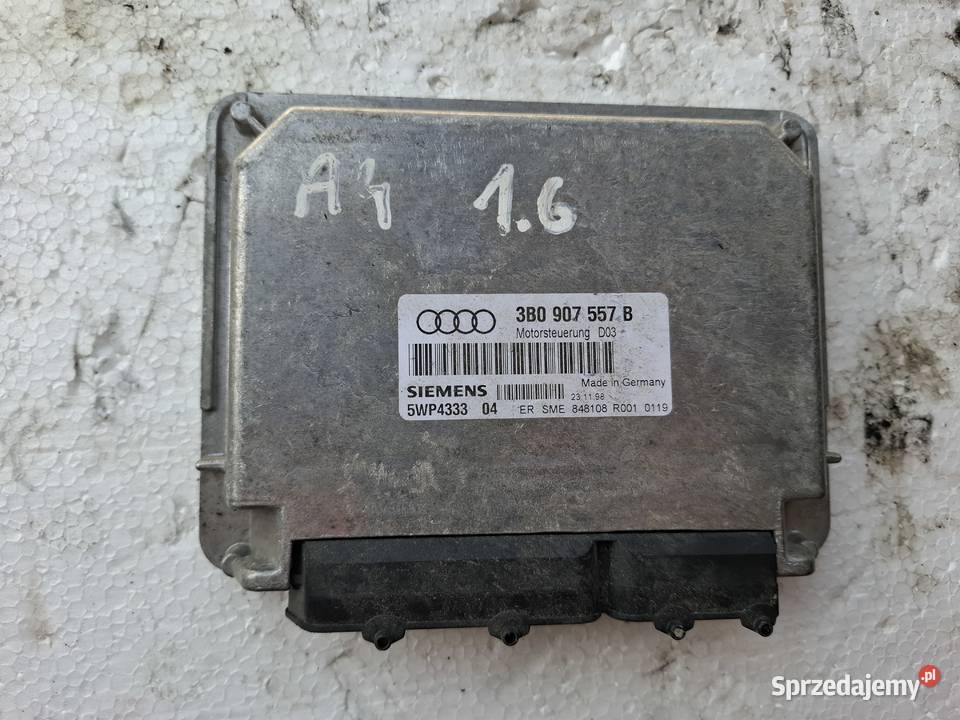 A4 1.6
3B0 907 557 B
Motorsteuerung D03
Made in Germany
SIEMENS
23.11.98
5WP4333 04 ER SME 848108 R001 0119
Sprzedajemy.pl